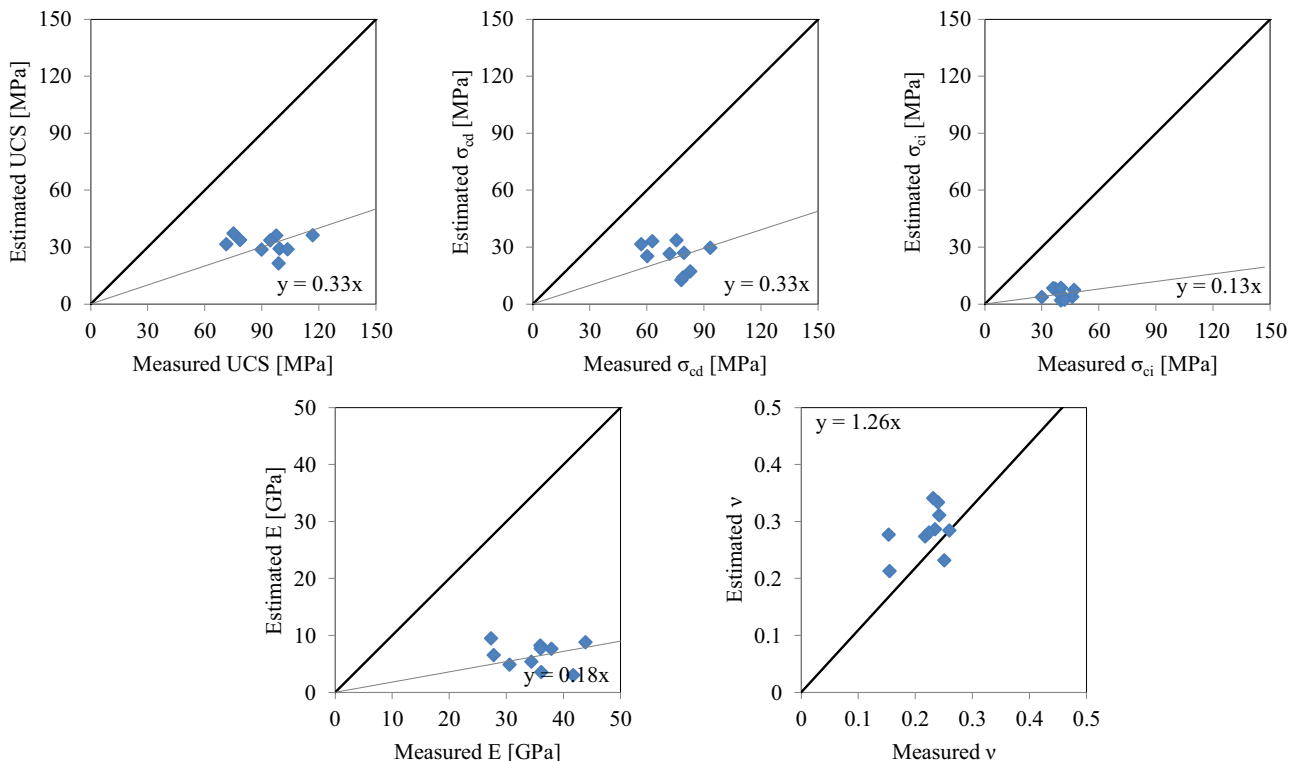 150
120
90
60
30
0
Estimated UCS [MPa]
y = 0.33x
0 30 60 90 120 150
Measured UCS [MPa]
150
120
90
60
30
0
Estimated σcd [MPa]
y = 0.33x
0 30 60 90 120 150
Measured σcd [MPa]
150
120
90
60
30
0
Estimated σci [MPa]
y = 0.13x
0 30 60 90 120 150
Measured σci [MPa]
50
40
30
20
10
0
Estimated E [GPa]
y = 0.18x
0 10 20 30 40 50
Measured E [GPa]
0.5
0.4
0.3
0.2
0.1
0
Estimated ν
y = 1.26x
0 0.1 0.2 0.3 0.4 0.5
Measured ν